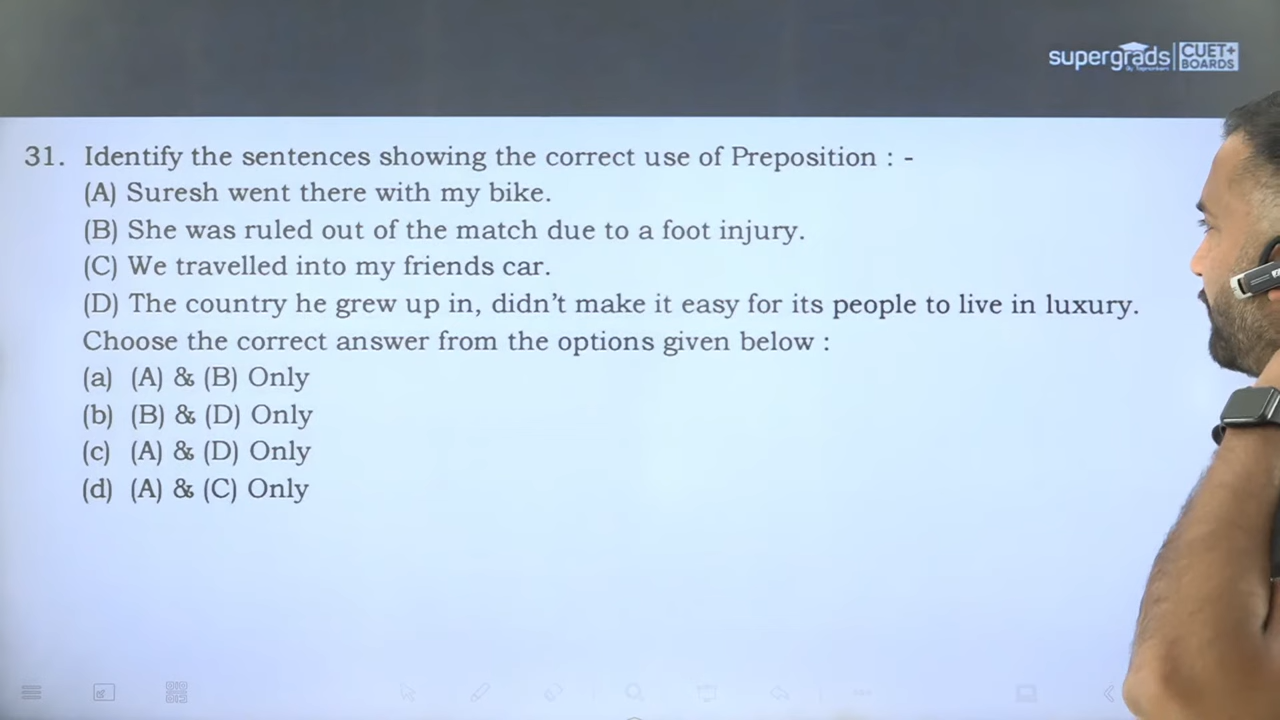 supergrads CUET+
BOARDS
31. Identify the sentences showing the correct use of Preposition : -
(A) Suresh went there with my bike.
(B) She was ruled out of the match due to a foot injury.
(C) We travelled into my friends car.
(D) The country he grew up in, didn't make it easy for its people to live in luxury.
Choose the correct answer from the options given below :
(a) (A) & (B) Only
(b) (B) & (D) Only
(c) (A) & (D) Only
(d) (A) & (C) Only